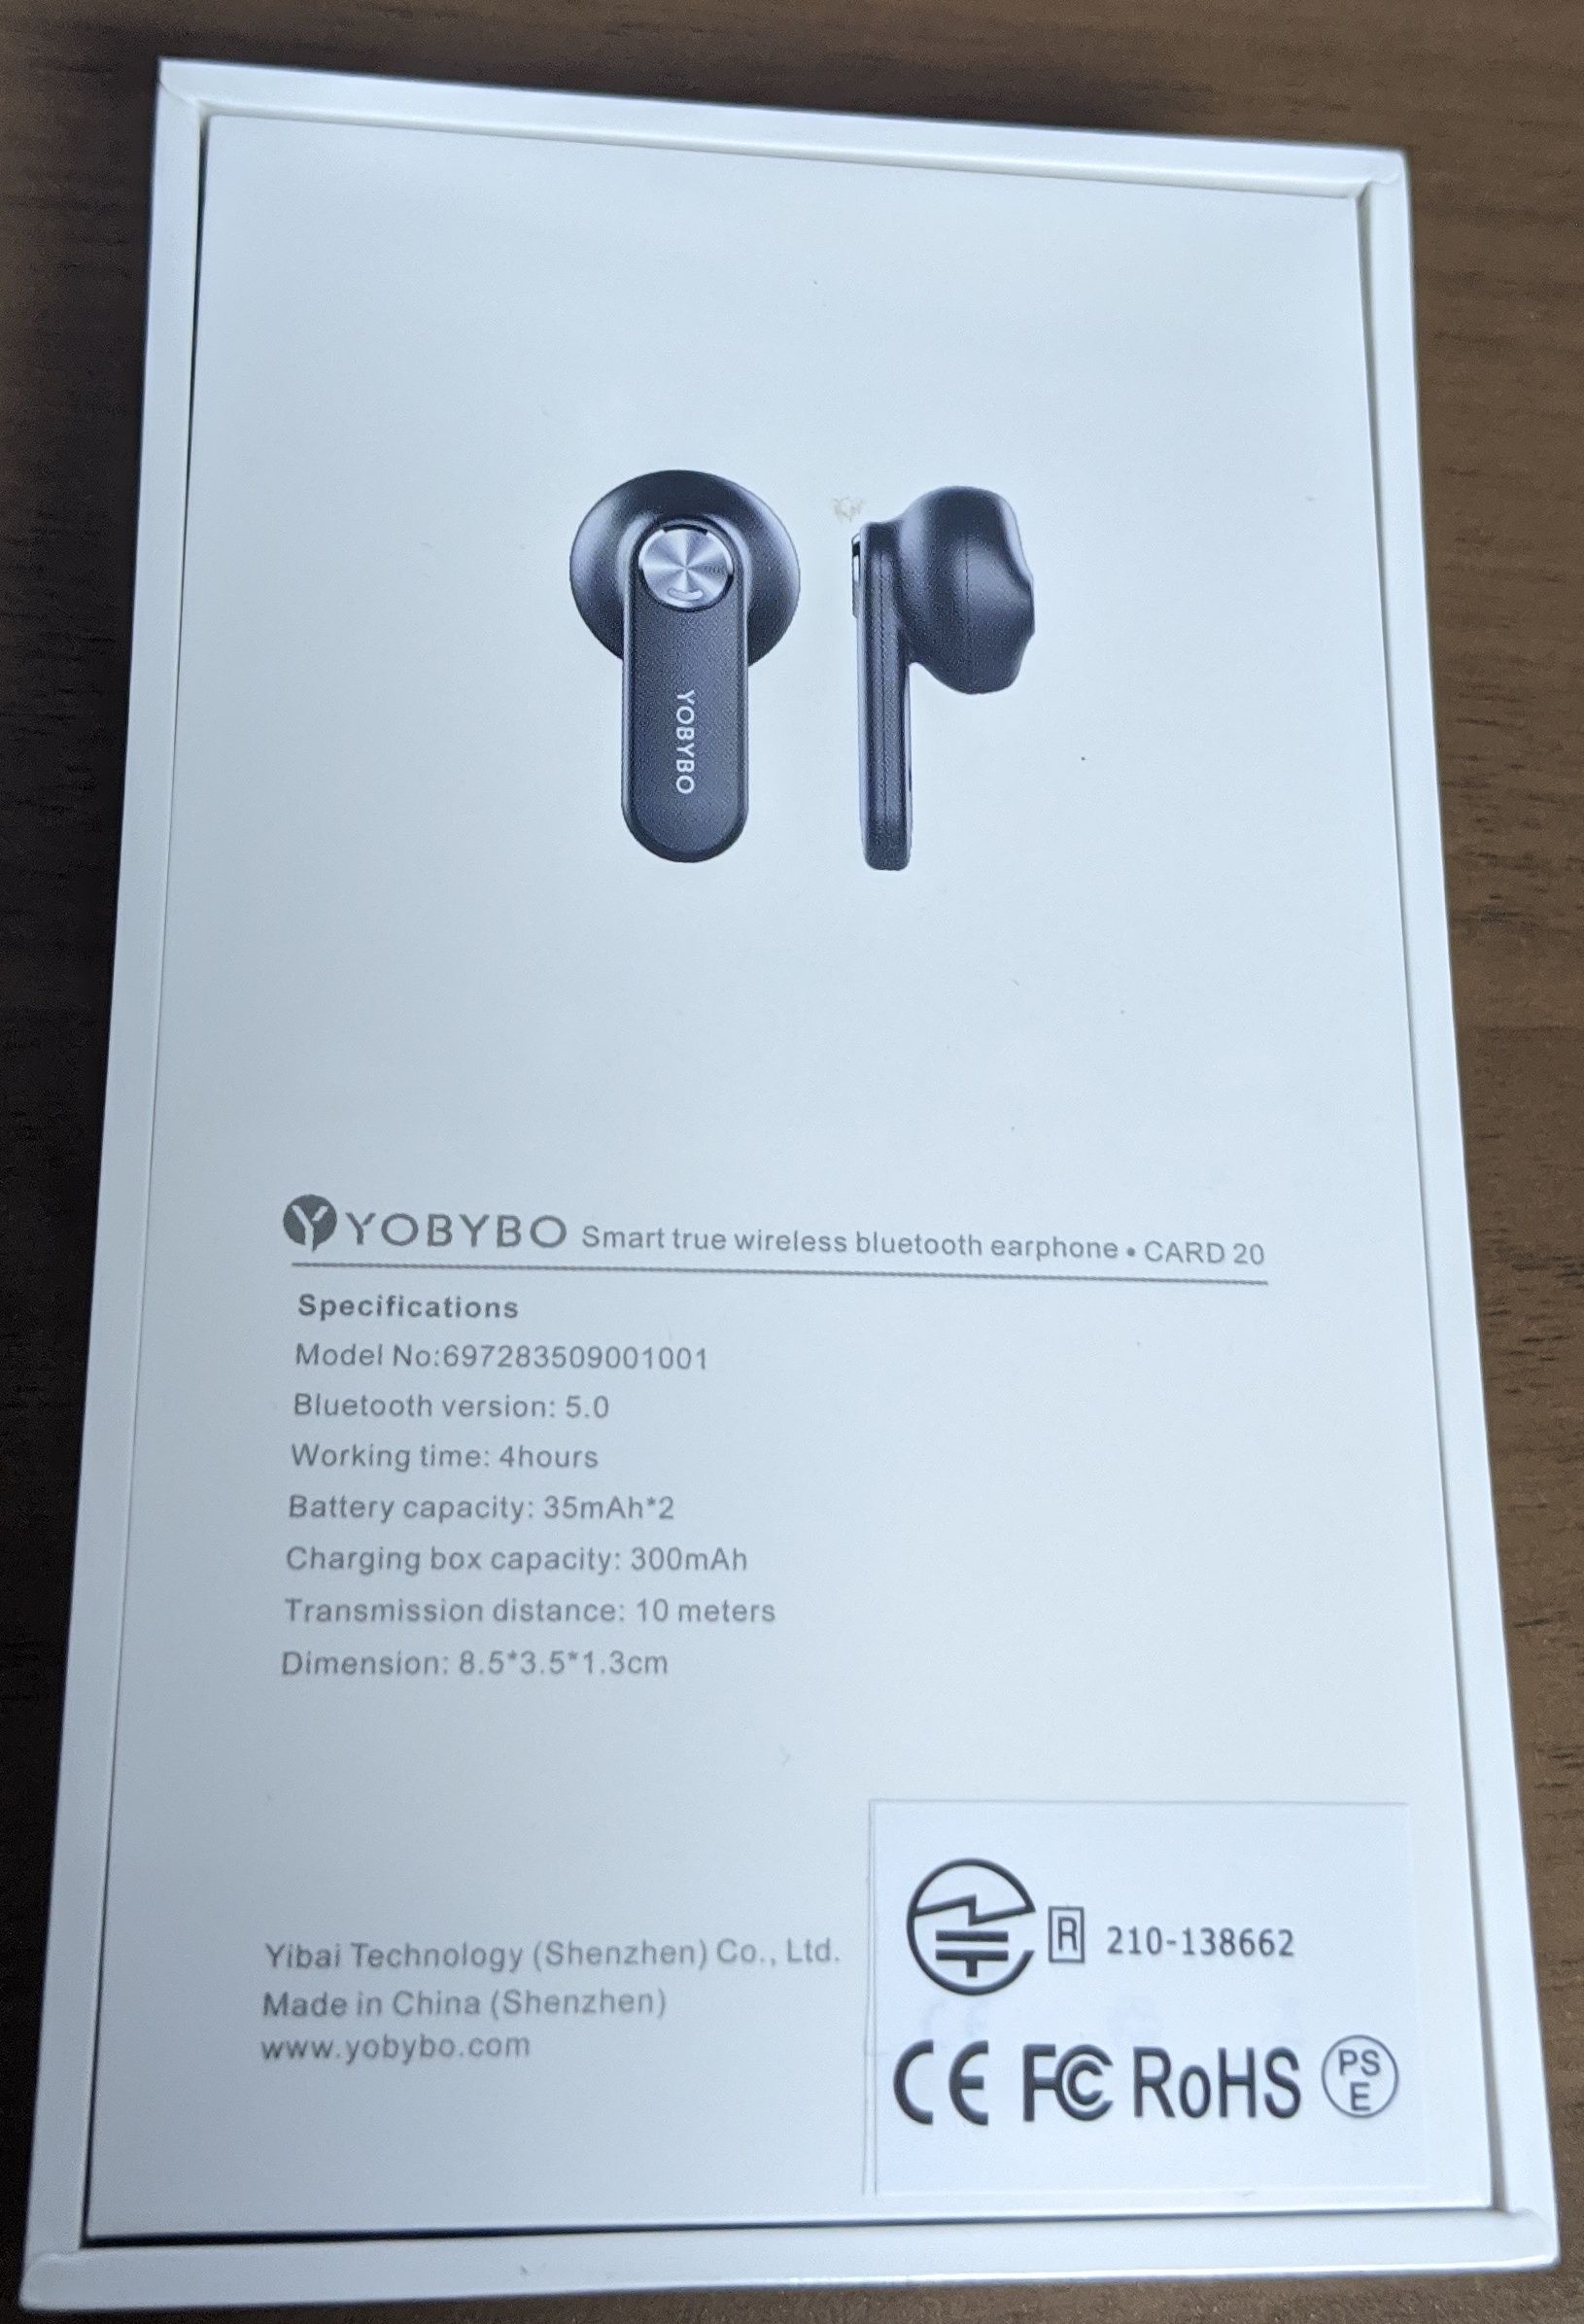 YOBYBO
YOBYBO Smart true wireless bluetooth earphone • CARD 20
Specifications
Model No:697283509001001
Bluetooth version: 5.0
Working time: 4hours
Battery capacity: 35mAh*2
Charging box capacity: 300mAh
Transmission distance: 10 meters
Dimension: 8.5*3.5*1.3cm
Yibai Technology (Shenzhen) Co., Ltd.
Made in China (Shenzhen)
www.yobybo.com
R 210-138662
CE FC RoHS PS E